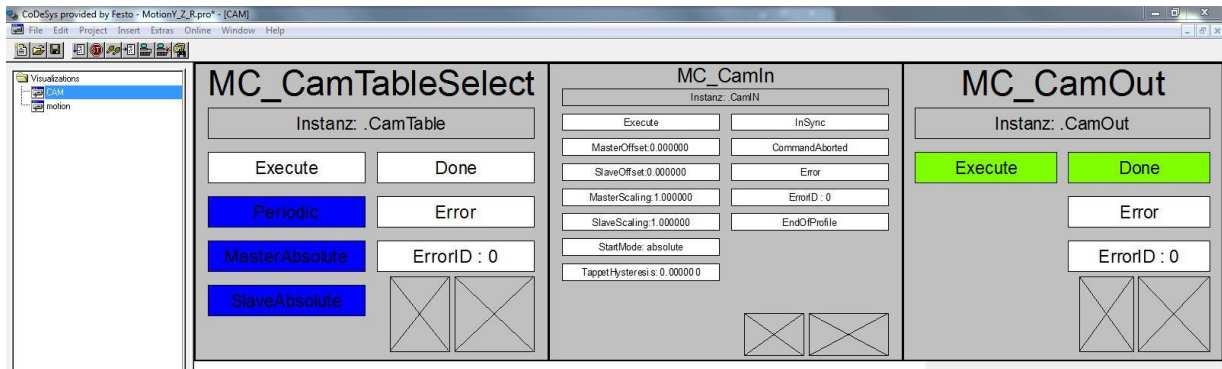 CoDeSys provided by Festo - MotionY_Z_R.pro* - [CAM]
File Edit Project Insert Extras Online Window Help
Visualizations
CAM
motion
MC_CamTableSelect
Instanz: .CamTable
Execute Done
Periodic Error
MasterAbsolute ErrorID : 0
SlaveAbsolute
MC_CamIn
Instanz: .CamIN
Execute InSync
MasterOffset:0.000000 CommandAborted
SlaveOffset:0.000000 Error
MasterScaling:1.000000 ErrorID : 0
SlaveScaling:1.000000 EndOfProfile
StartMode: absolute
TappetHysteresis: 0.000000
MC_CamOut
Instanz: .CamOut
Execute Done
Error
ErrorID : 0